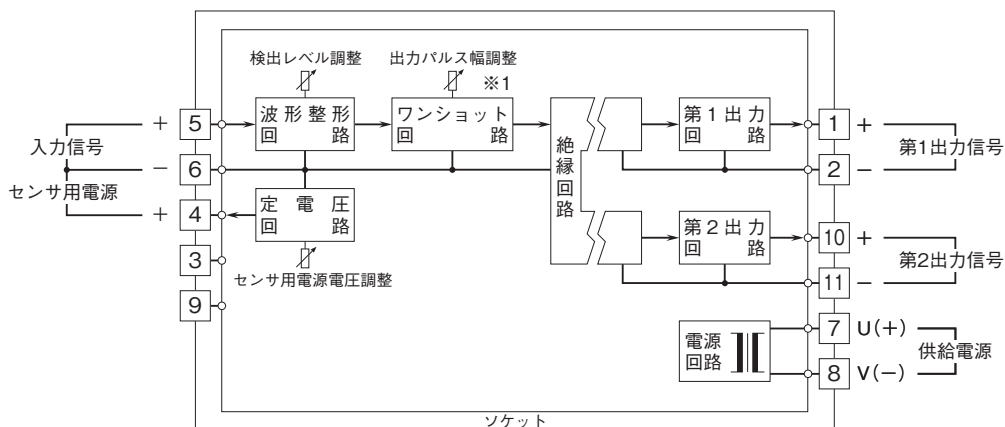 検出レベル調整
出力パルス幅調整
※1
波形整形
回路
ワンショット
回路
絶縁回路
第1出力
回路
第2出力
回路
定電圧
回路
センサ用電源電圧調整
電源
回路
入力信号
センサ用電源
+ 5
− 6
+ 4
3
9
1 +
2 −
第1出力信号
10 +
11 −
第2出力信号
7 U(+)
8 V(−)
供給電源
ソケット